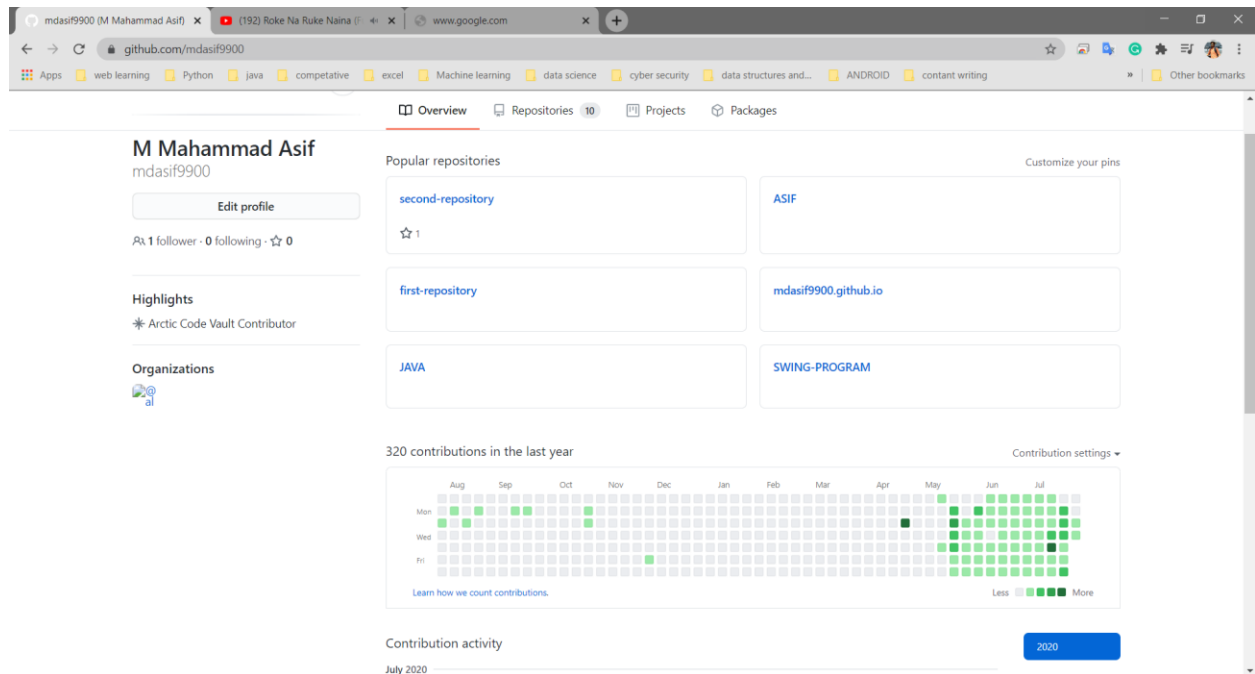 mdasif9900 (M Mahammad Asif)
(192) Roke Na Ruke Naina (
www.google.com
github.com/mdasif9900
Apps web learning Python java competative excel Machine learning data science cyber security data structures and... ANDROID contant writing » Other bookmarks
Overview Repositories 10 Projects Packages
M Mahammad Asif
mdasif9900
Edit profile
1 follower · 0 following · 0
Highlights
Arctic Code Vault Contributor
Organizations
@
al
Popular repositories Customize your pins
second-repository
1
ASIF
first-repository
mdasif9900.github.io
JAVA
SWING-PROGRAM
320 contributions in the last year Contribution settings
Aug Sep Oct Nov Dec Jan Feb Mar Apr May Jun Jul
Mon
Wed
Fri
Learn how we count contributions. Less More
Contribution activity
2020
July 2020